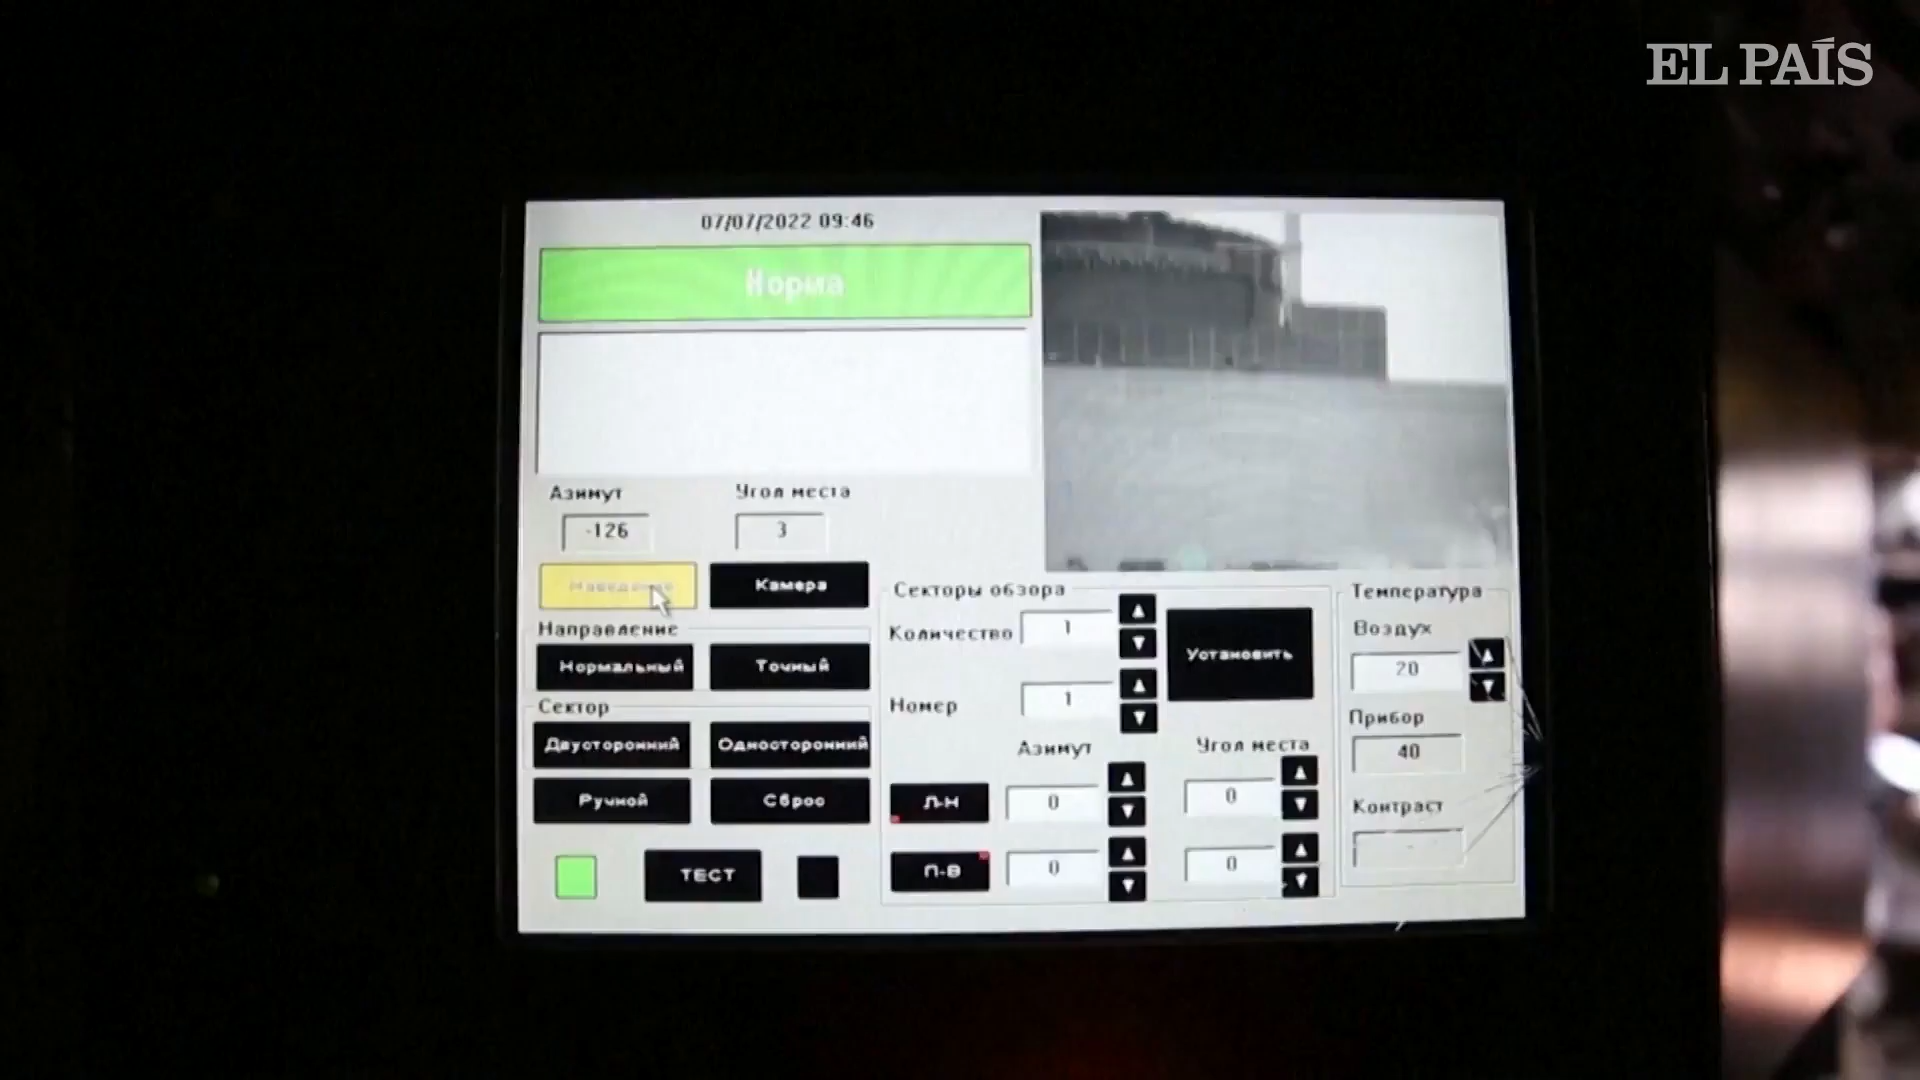 EL PAÍS
07/07/2022 09:46
Норма
Азимут Угол места
-126 3
Наведение Камера
Направление
Нормальный Точный
Сектор
Двусторонний Односторонний
Ручной Сброс
ТЕСТ
Секторы обзора
Количество 1
Установить
Номер 1
Азимут Угол места
Л-Н 0 0
П-В 0 0
Температура
Воздух
20
Прибор
40
Контраст
-